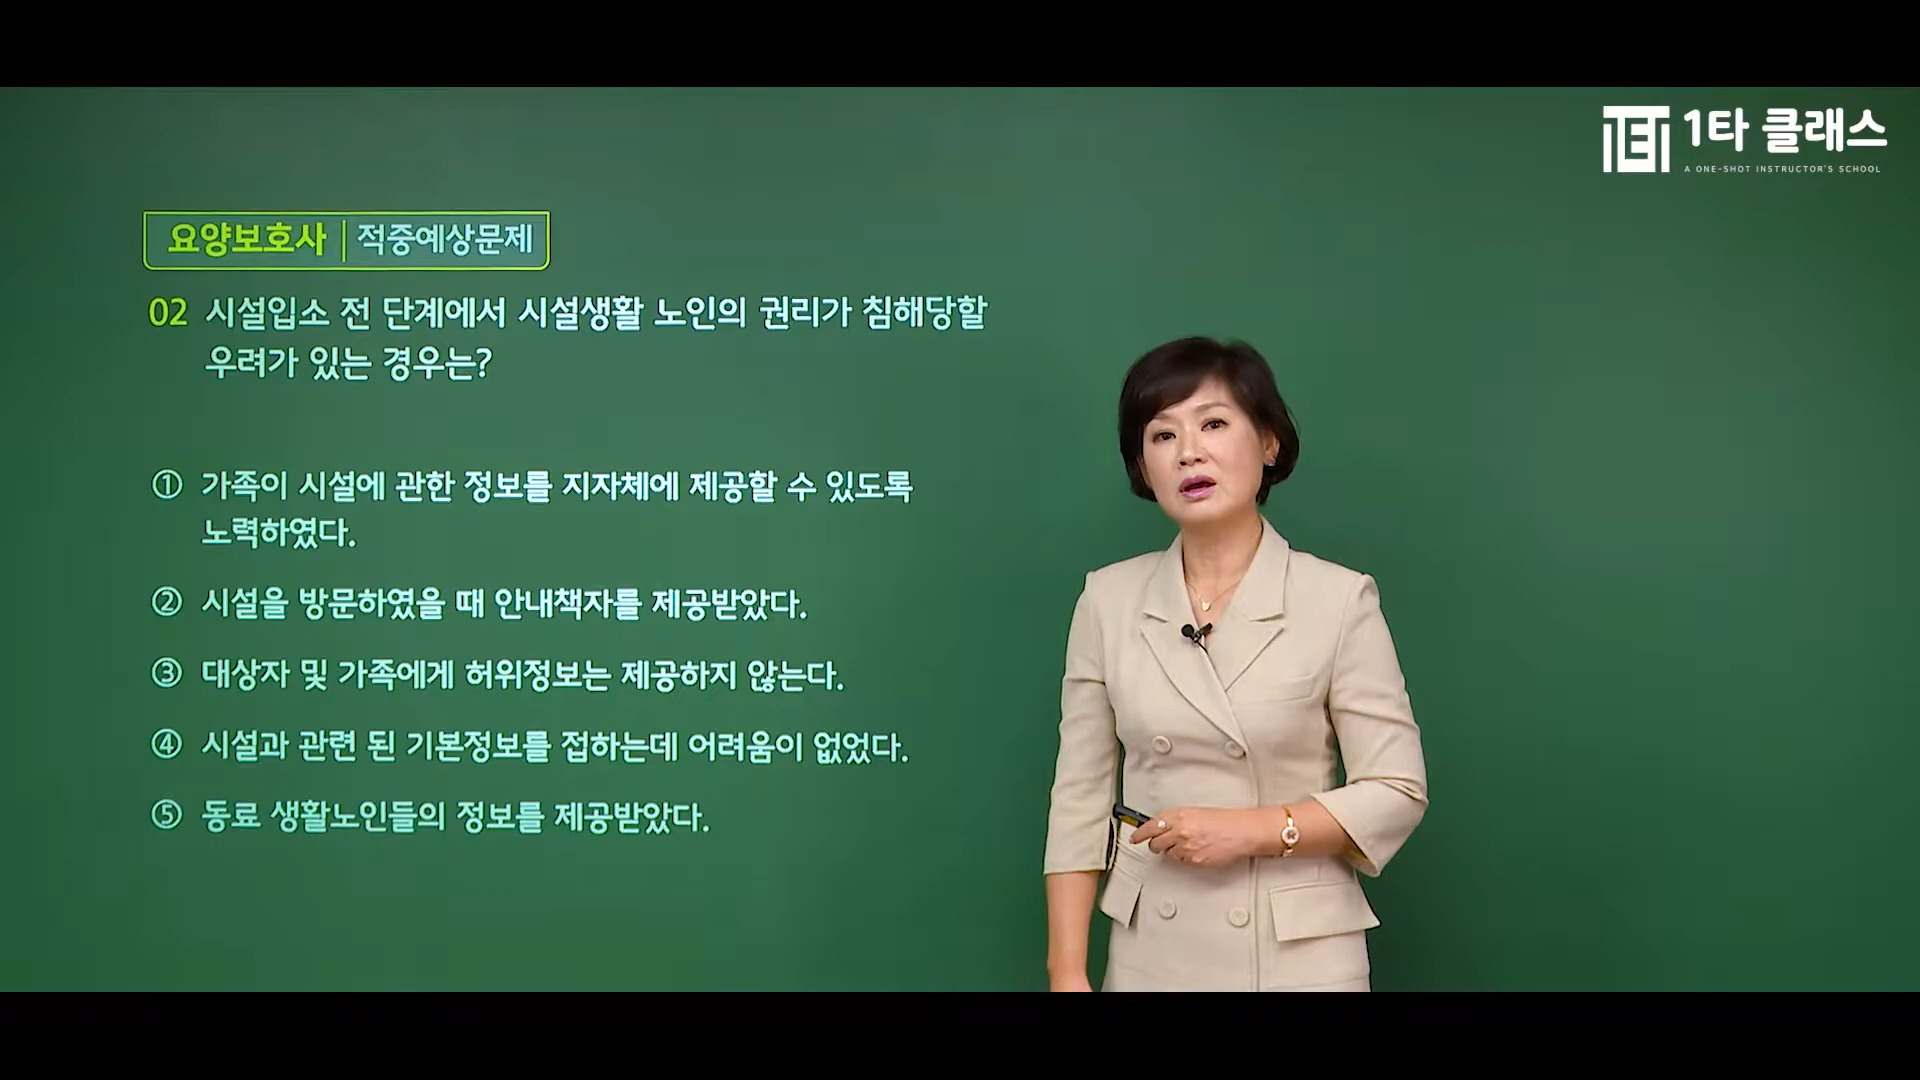 1타 클래스
A ONE-SHOT INSTRUCTOR'S SCHOOL
요양보호사 | 적중예상문제
02 시설입소 전 단계에서 시설생활 노인의 권리가 침해당할
우려가 있는 경우는?
① 가족이 시설에 관한 정보를 지자체에 제공할 수 있도록
노력하였다.
② 시설을 방문하였을 때 안내책자를 제공받았다.
③ 대상자 및 가족에게 허위정보는 제공하지 않는다.
④ 시설과 관련 된 기본정보를 접하는데 어려움이 없었다.
⑤ 동료 생활노인들의 정보를 제공받았다.